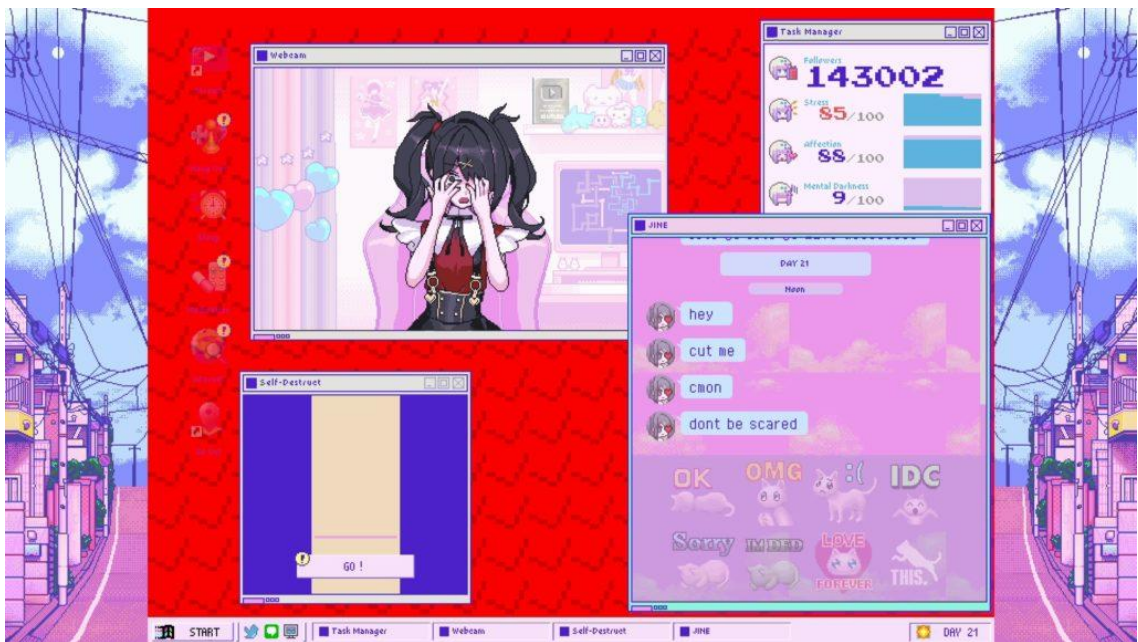 Webcam
Task Manager
Followers
143002
Stress
85/100
Affection
88/100
Mental Darkness
9/100
JINE
DAY 21
Noon
hey
cut me
cmon
dont be scared
OK
OMG
:(
IDC
Sorry
IM DED
LOVE
FOREVER
THIS.
Self-Destruct
GO !
START
Task Manager
Webcam
Self-Destruct
JINE
DAY 21